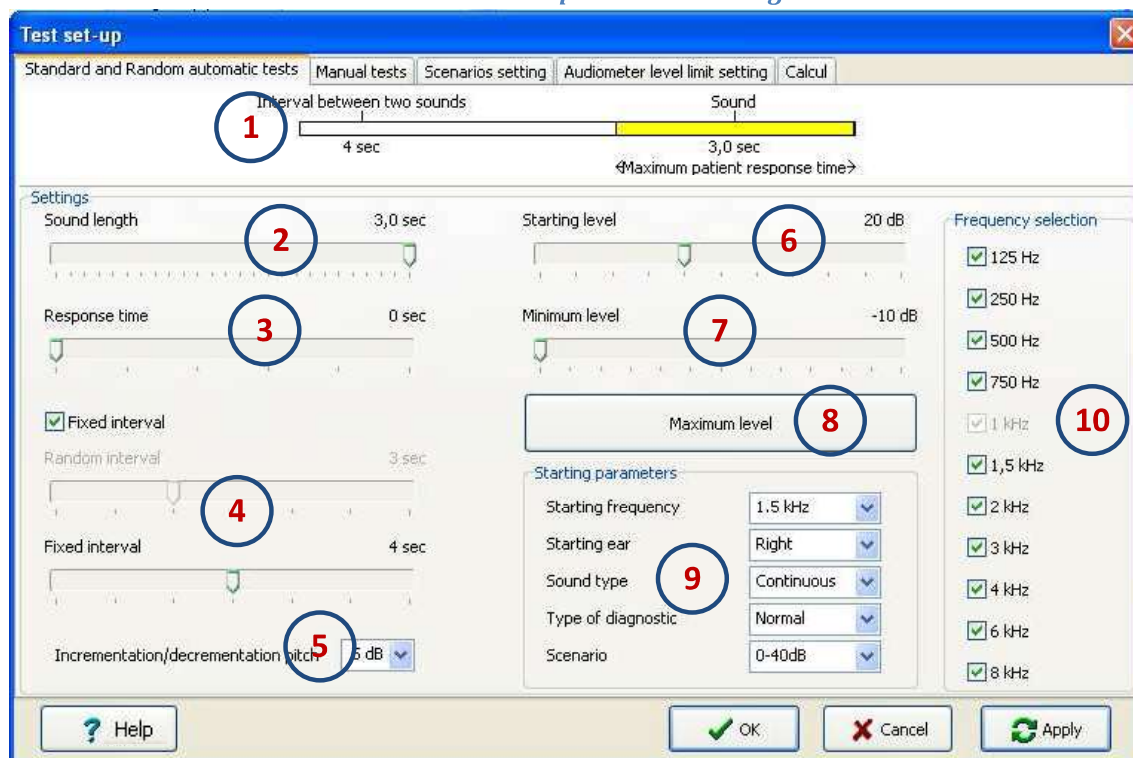 Test set-up
Standard and Random automatic tests Manual tests Scenarios setting Audiometer level limit setting Calcul
Interval between two sounds Sound
1
4 sec 3,0 sec
Maximum patient response time
Settings
Sound length 3,0 sec
2
Response time 0 sec
3
Fixed interval
Random interval 3 sec
4
Fixed interval 4 sec
Incrementation/decrementation pitch 5 dB
5
Starting level 20 dB
6
Minimum level -10 dB
7
Maximum level
8
Starting parameters
Starting frequency 1.5 kHz
Starting ear Right
Sound type Continuous
9
Type of diagnostic Normal
Scenario 0-40dB
Frequency selection
125 Hz
250 Hz
500 Hz
750 Hz
1 kHz
10
1,5 kHz
2 kHz
3 kHz
4 kHz
6 kHz
8 kHz
? Help OK Cancel Apply